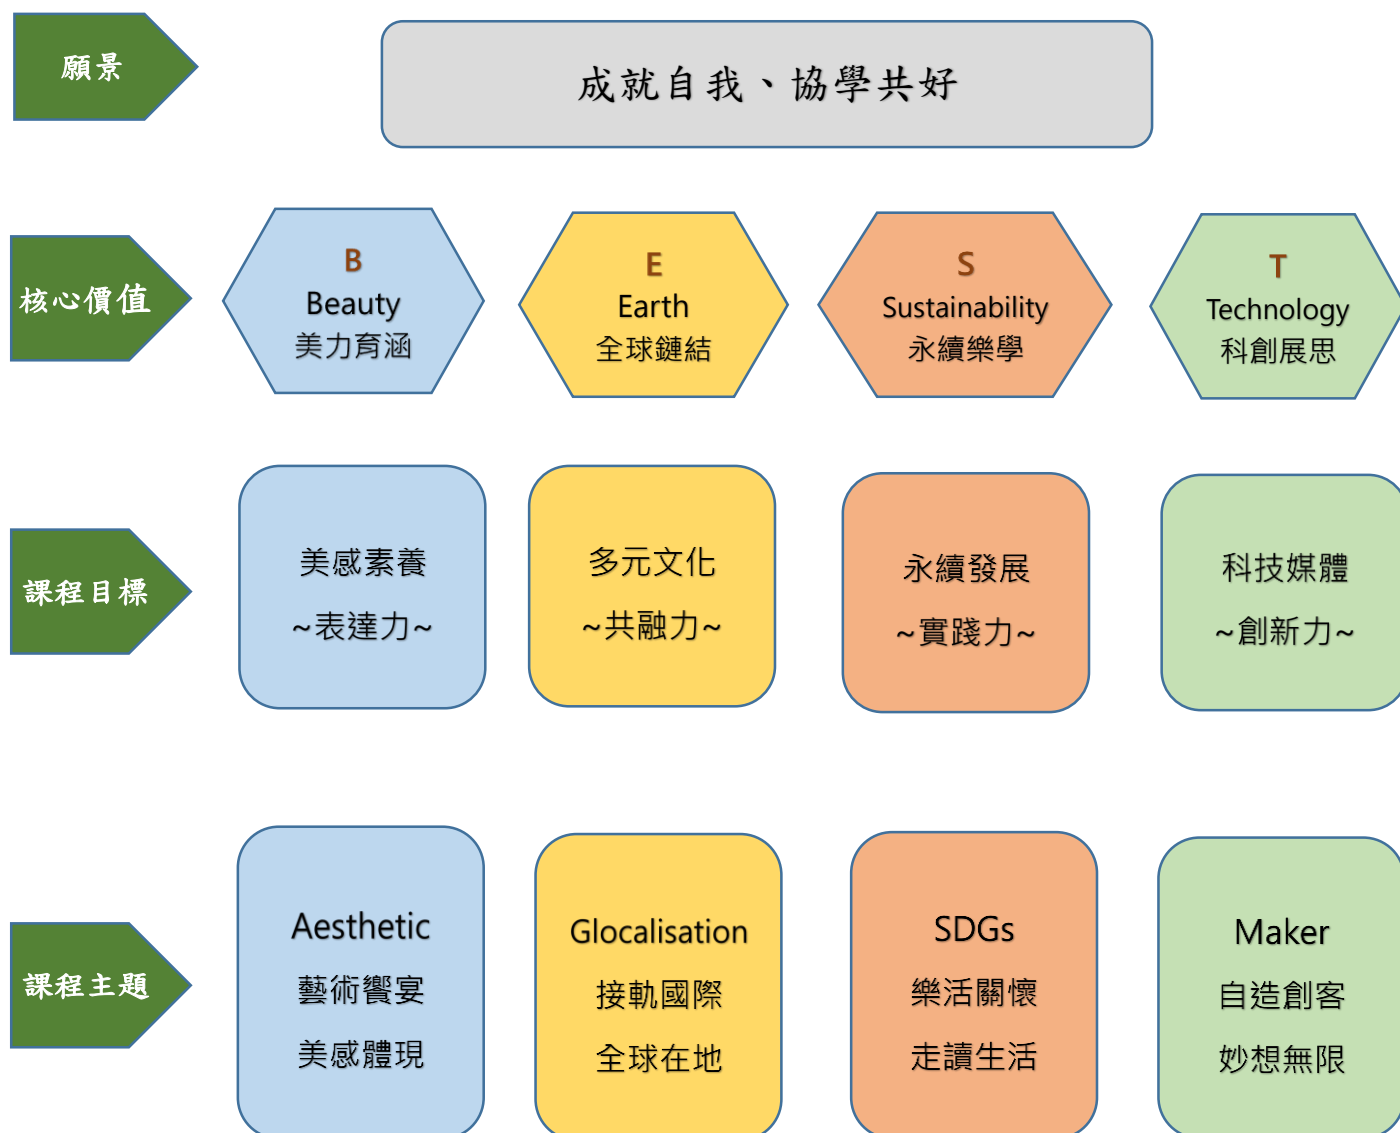 願景
成就自我、協學共好
核心價值
B
Beauty
美力育涵
E
Earth
全球鏈結
S
Sustainability
永續樂學
T
Technology
科創展思
課程目標
美感素養
~表達力~
多元文化
~共融力~
永續發展
~實踐力~
科技媒體
~創新力~
課程主題
Aesthetic
藝術饗宴
美感體現
Glocalisation
接軌國際
全球在地
SDGs
樂活關懷
走讀生活
Maker
自造創客
妙想無限